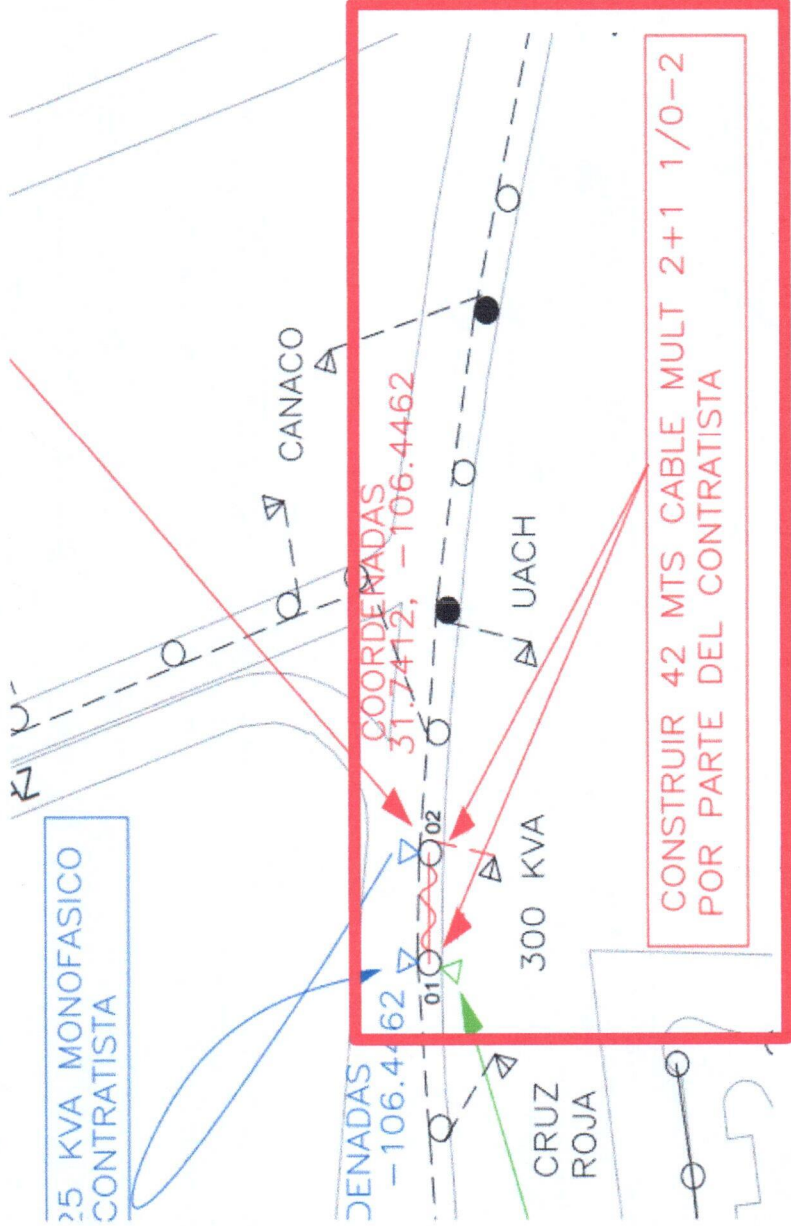 25 KVA MONOFASICO
CONTRATISTA
DENADAS
-106.4462
CANACO
COORDENADAS
31.7412, -106.4462
01
02
UACH
300 KVA
CRUZ
ROJA
CONSTRUIR 42 MTS CABLE MULT 2+1 1/0-2
POR PARTE DEL CONTRATISTA